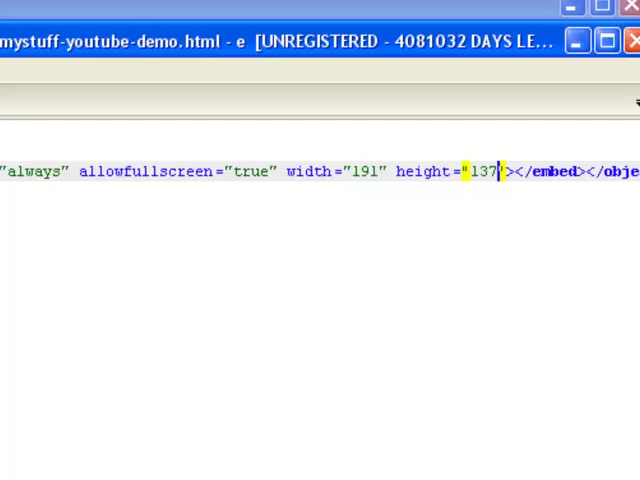 mystuff-youtube-demo.html - e [UNREGISTERED - 4081032 DAYS LE...
"always" allowfullscreen="true" width="191" height="137"></embed></obje